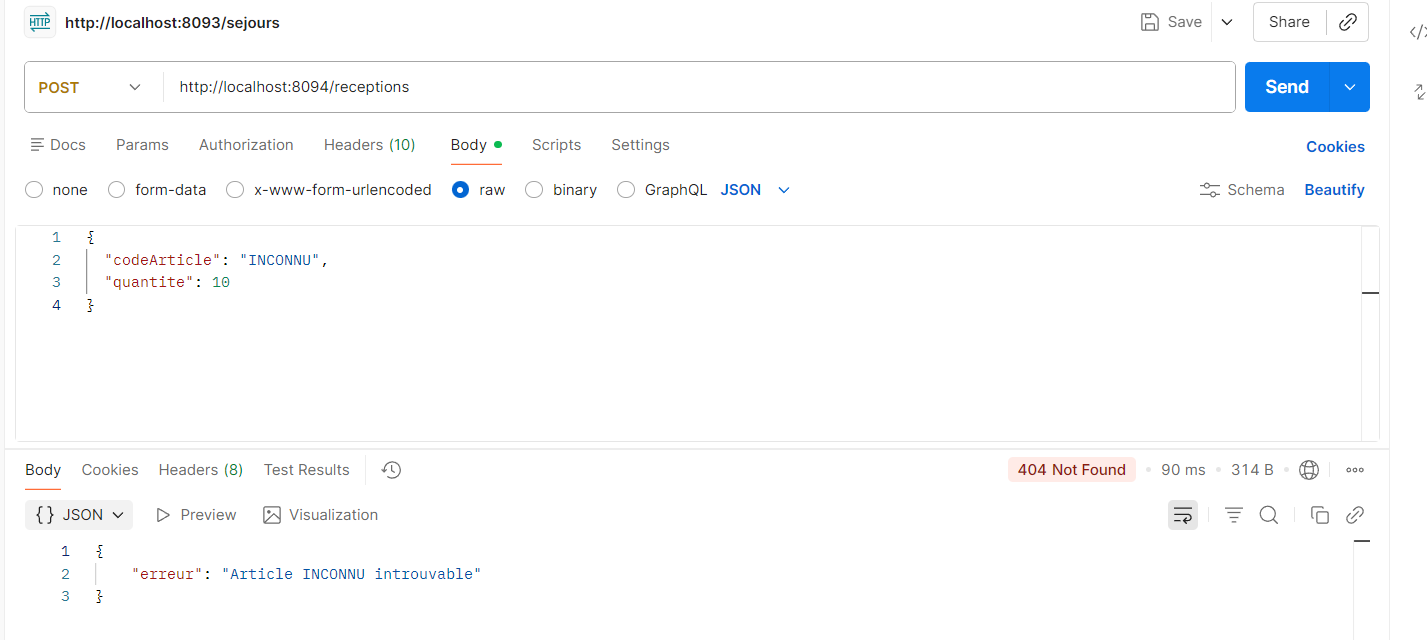 HTTP http://localhost:8093/sejours Save Share
POST http://localhost:8094/receptions Send
Docs Params Authorization Headers (10) Body Scripts Settings Cookies
none form-data x-www-form-urlencoded raw binary GraphQL JSON Schema Beautify
1 {
2 "codeArticle": "INCONNU",
3 "quantite": 10
4 }
Body Cookies Headers (8) Test Results 404 Not Found • 90 ms • 314 B •
{} JSON Preview Visualization
1 {
2 "erreur": "Article INCONNU introuvable"
3 }